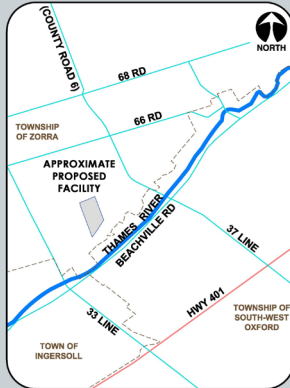 (COUNTY ROAD 6)
NORTH
68 RD
66 RD
TOWNSHIP
OF ZORRA
APPROXIMATE
PROPOSED
FACILITY
THAMES RIVER
BEACHVILLE RD
37 LINE
HWY 401
33 LINE
TOWNSHIP OF
SOUTH-WEST
OXFORD
TOWN OF
INGERSOLL